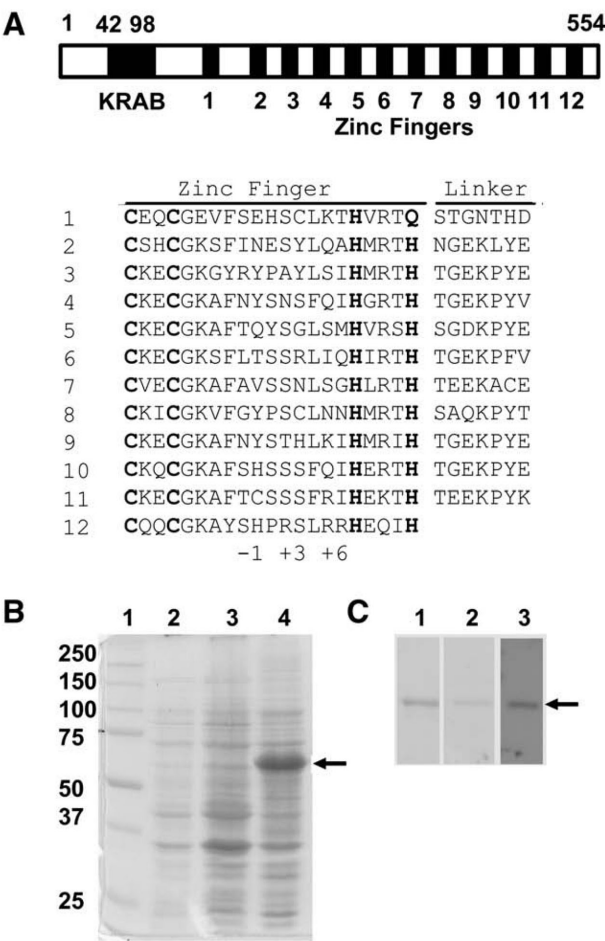 A
1 42 98 554
KRAB 1 2 3 4 5 6 7 8 9 10 11 12
Zinc Fingers
Zinc Finger Linker
1 CEQCGEVFSEHSCLKTHVRTQ STGNTHD
2 CSHCGKSFINESYLQAHMRTH NGEKLYE
3 CKECGKGYRYPAYLSIHMRTH TGEKPYE
4 CKECGKAFNYSNSFQIHGRTH TGEKPYV
5 CKECGKAFTQYSGLSMHVRSH SGDKPYE
6 CKECGKSFLTSSRLIQHIRTH TGEKPFV
7 CVECGKAFAVSSNLSGHLRTH TEEKACE
8 CKICGKVFGYPSCLNNHMRTH SAQKPYT
9 CKECGKAFNYSTHLKIHMRIH TGEKPYE
10 CKQCGKAFSHSSSFQIHERTH TGEKPYE
11 CKECGKAFTCSSSFRIHEKTH TEEKPYK
12 CQQCGKAYSHPRSLRRHEQIH
-1 +3 +6
B 1 2 3 4
250
150
100
75
50
37
25
C 1 2 3